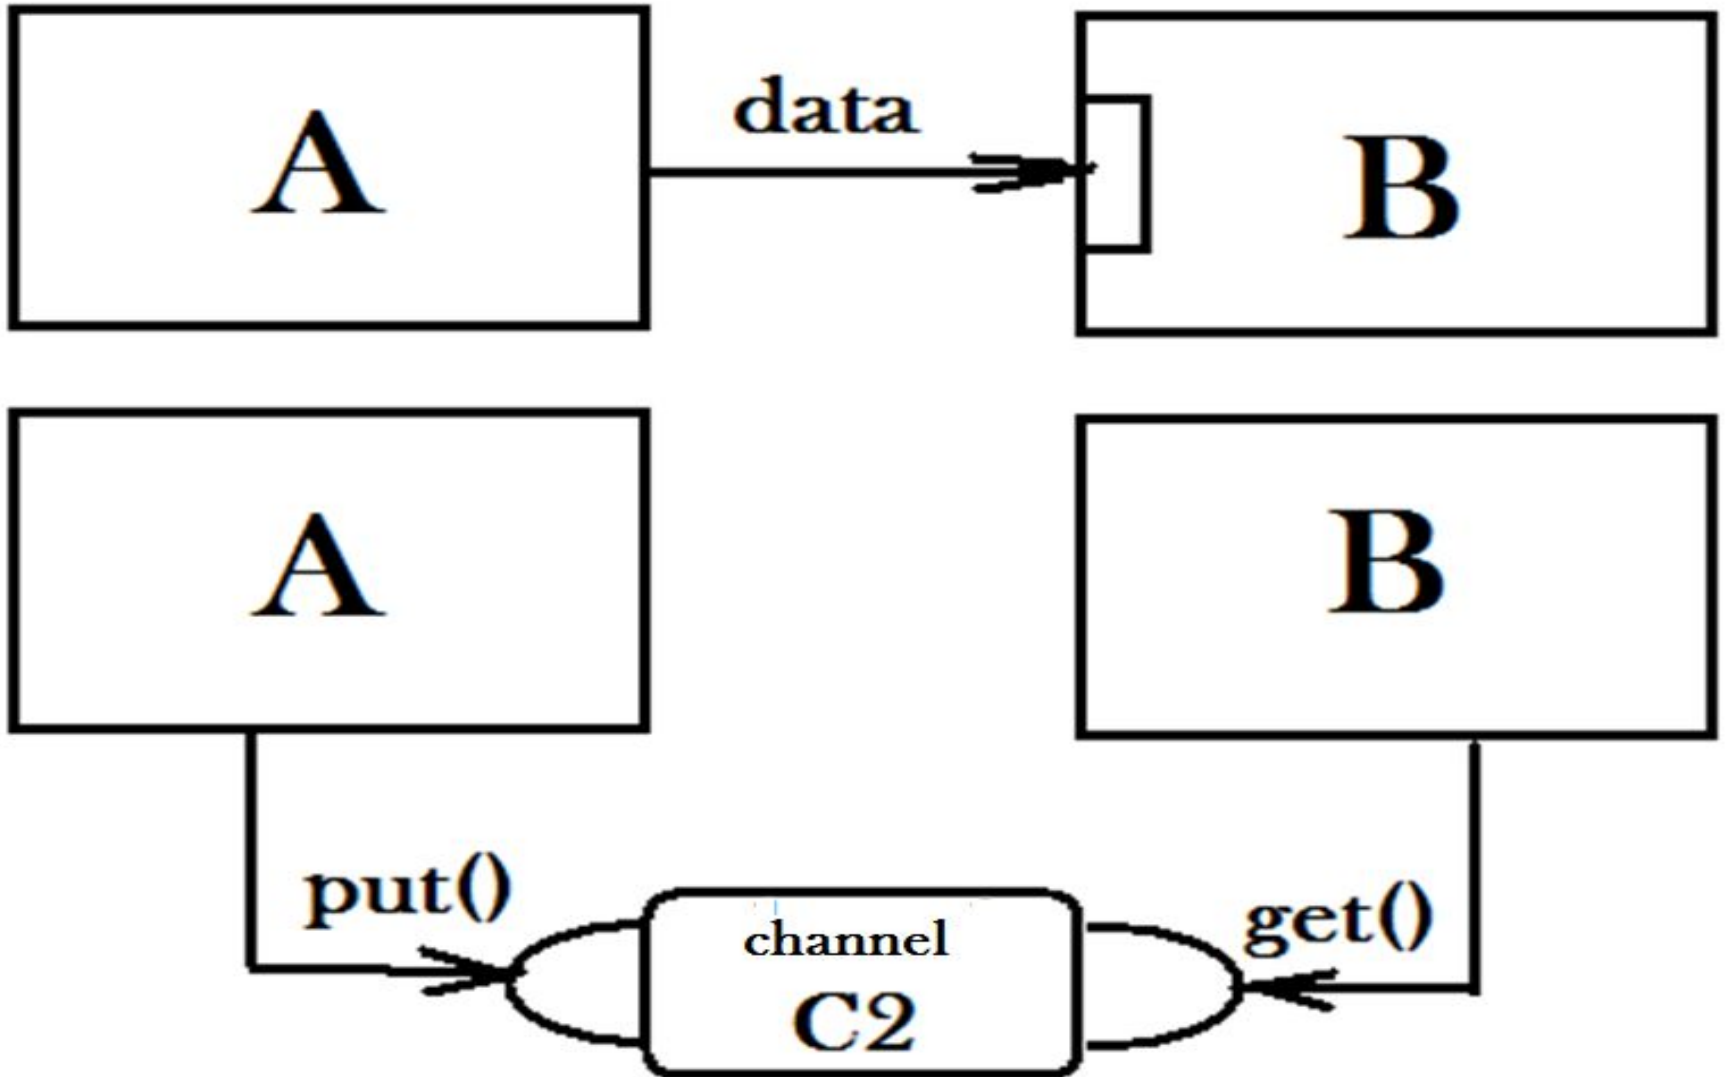 A
data
B
A
B
put()
get()
channel
C2